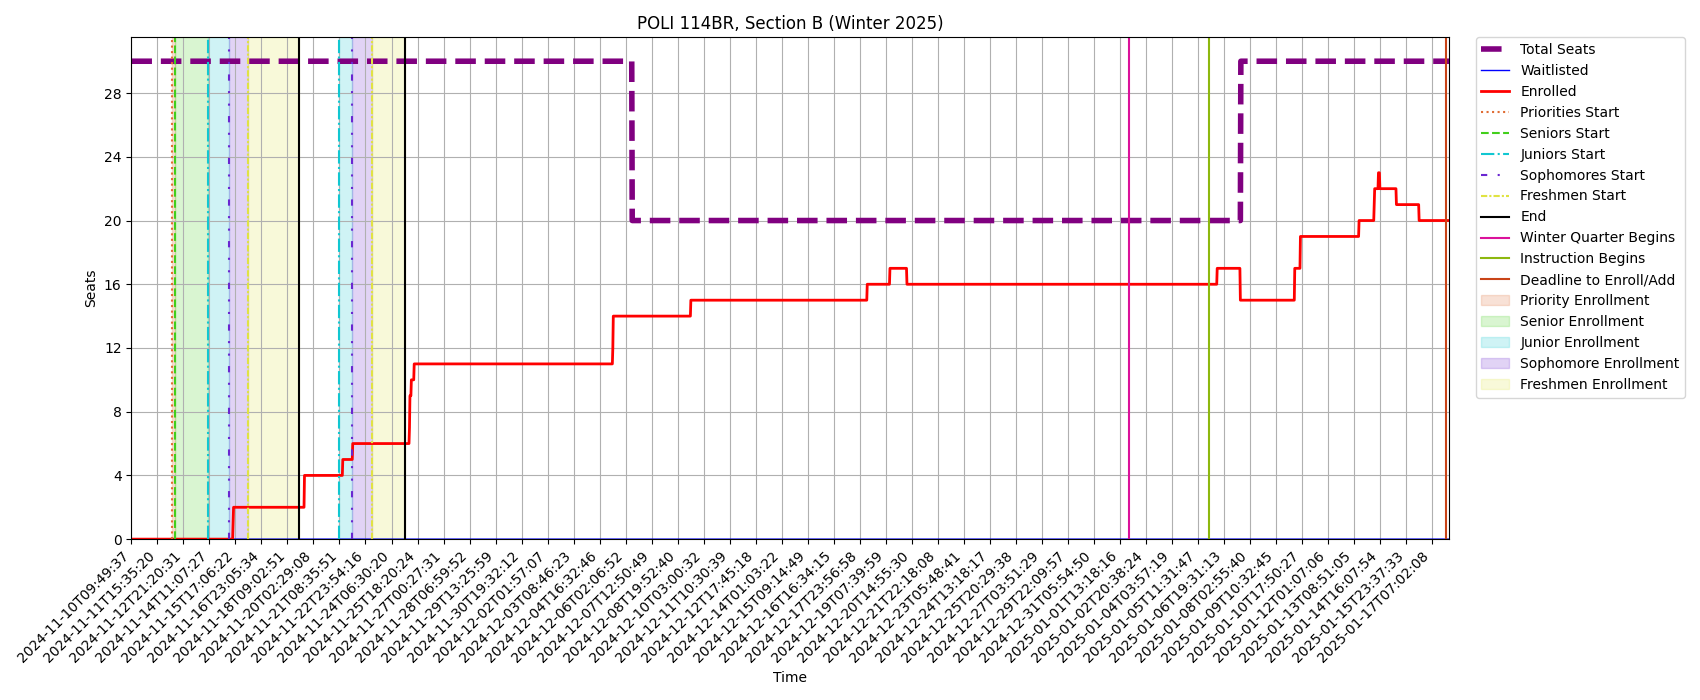 POLI 114BR, Section B (Winter 2025)
Seats
28
24
20
16
12
8
4
0
2024-11-10T09:49:37
2024-11-11T15:35:20
2024-11-12T21:20:31
2024-11-14T11:07:27
2024-11-15T17:06:22
2024-11-16T23:05:34
2024-11-18T09:02:51
2024-11-20T02:29:08
2024-11-21T08:35:51
2024-11-22T23:54:16
2024-11-24T06:30:20
2024-11-25T18:20:24
2024-11-27T00:27:31
2024-11-28T06:59:52
2024-11-29T13:25:59
2024-11-30T19:32:12
2024-12-02T01:57:07
2024-12-03T08:46:23
2024-12-04T16:32:46
2024-12-06T02:06:52
2024-12-07T12:50:49
2024-12-08T19:52:40
2024-12-10T03:00:32
2024-12-11T10:30:39
2024-12-12T17:45:18
2024-12-14T01:03:22
2024-12-15T09:14:49
2024-12-16T16:34:15
2024-12-17T23:56:58
2024-12-19T07:39:59
2024-12-20T14:55:30
2024-12-21T22:18:08
2024-12-23T05:48:41
2024-12-24T13:18:17
2024-12-25T20:29:38
2024-12-27T03:51:29
2024-12-29T22:09:57
2024-12-31T05:54:50
2025-01-01T13:18:16
2025-01-02T20:38:24
2025-01-04T03:57:19
2025-01-05T11:31:47
2025-01-06T19:31:13
2025-01-08T02:55:40
2025-01-09T10:32:45
2025-01-10T17:50:27
2025-01-12T01:07:06
2025-01-13T08:51:05
2025-01-14T16:07:54
2025-01-15T23:37:33
2025-01-17T07:02:08
Time
Total Seats
Waitlisted
Enrolled
Priorities Start
Seniors Start
Juniors Start
Sophomores Start
Freshmen Start
End
Winter Quarter Begins
Instruction Begins
Deadline to Enroll/Add
Priority Enrollment
Senior Enrollment
Junior Enrollment
Sophomore Enrollment
Freshmen Enrollment